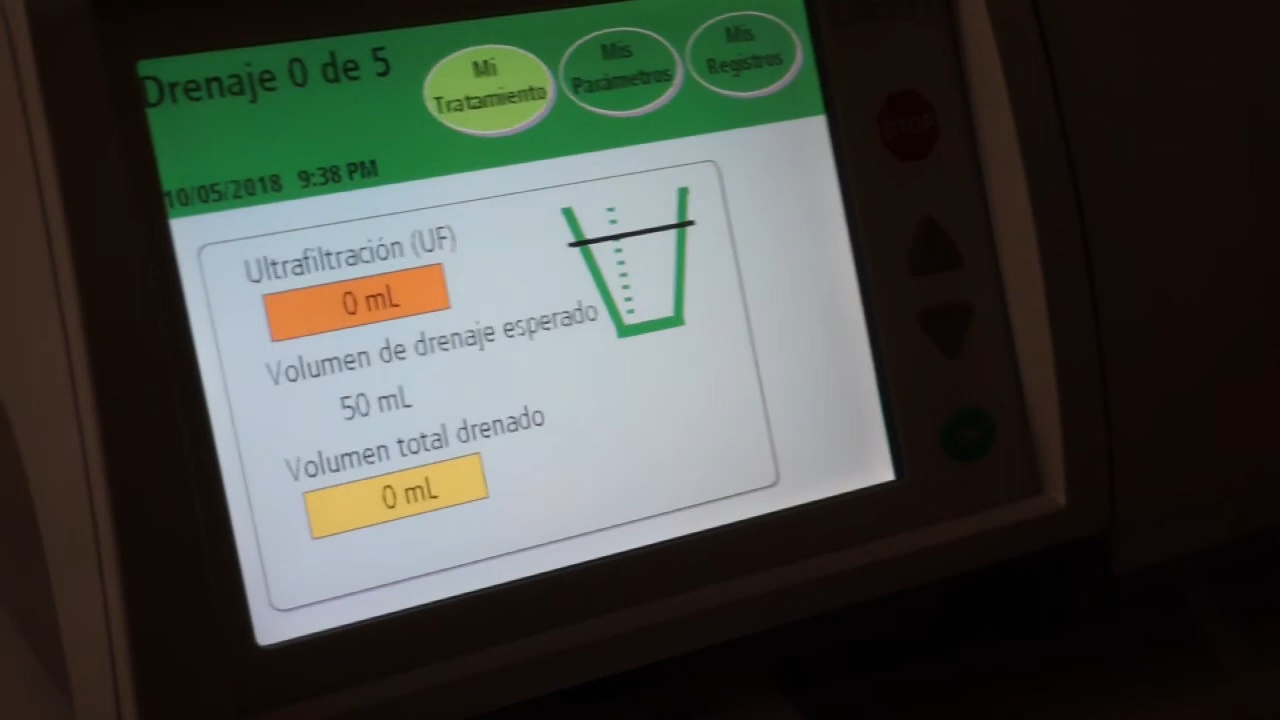 Drenaje 0 de 5
Mi
Tratamiento
Mis
Parámetros
Mis
Registros
10/05/2018 9:38 PM
Ultrafiltración (UF)
0 mL
Volumen de drenaje esperado
50 mL
Volumen total drenado
0 mL
STOP